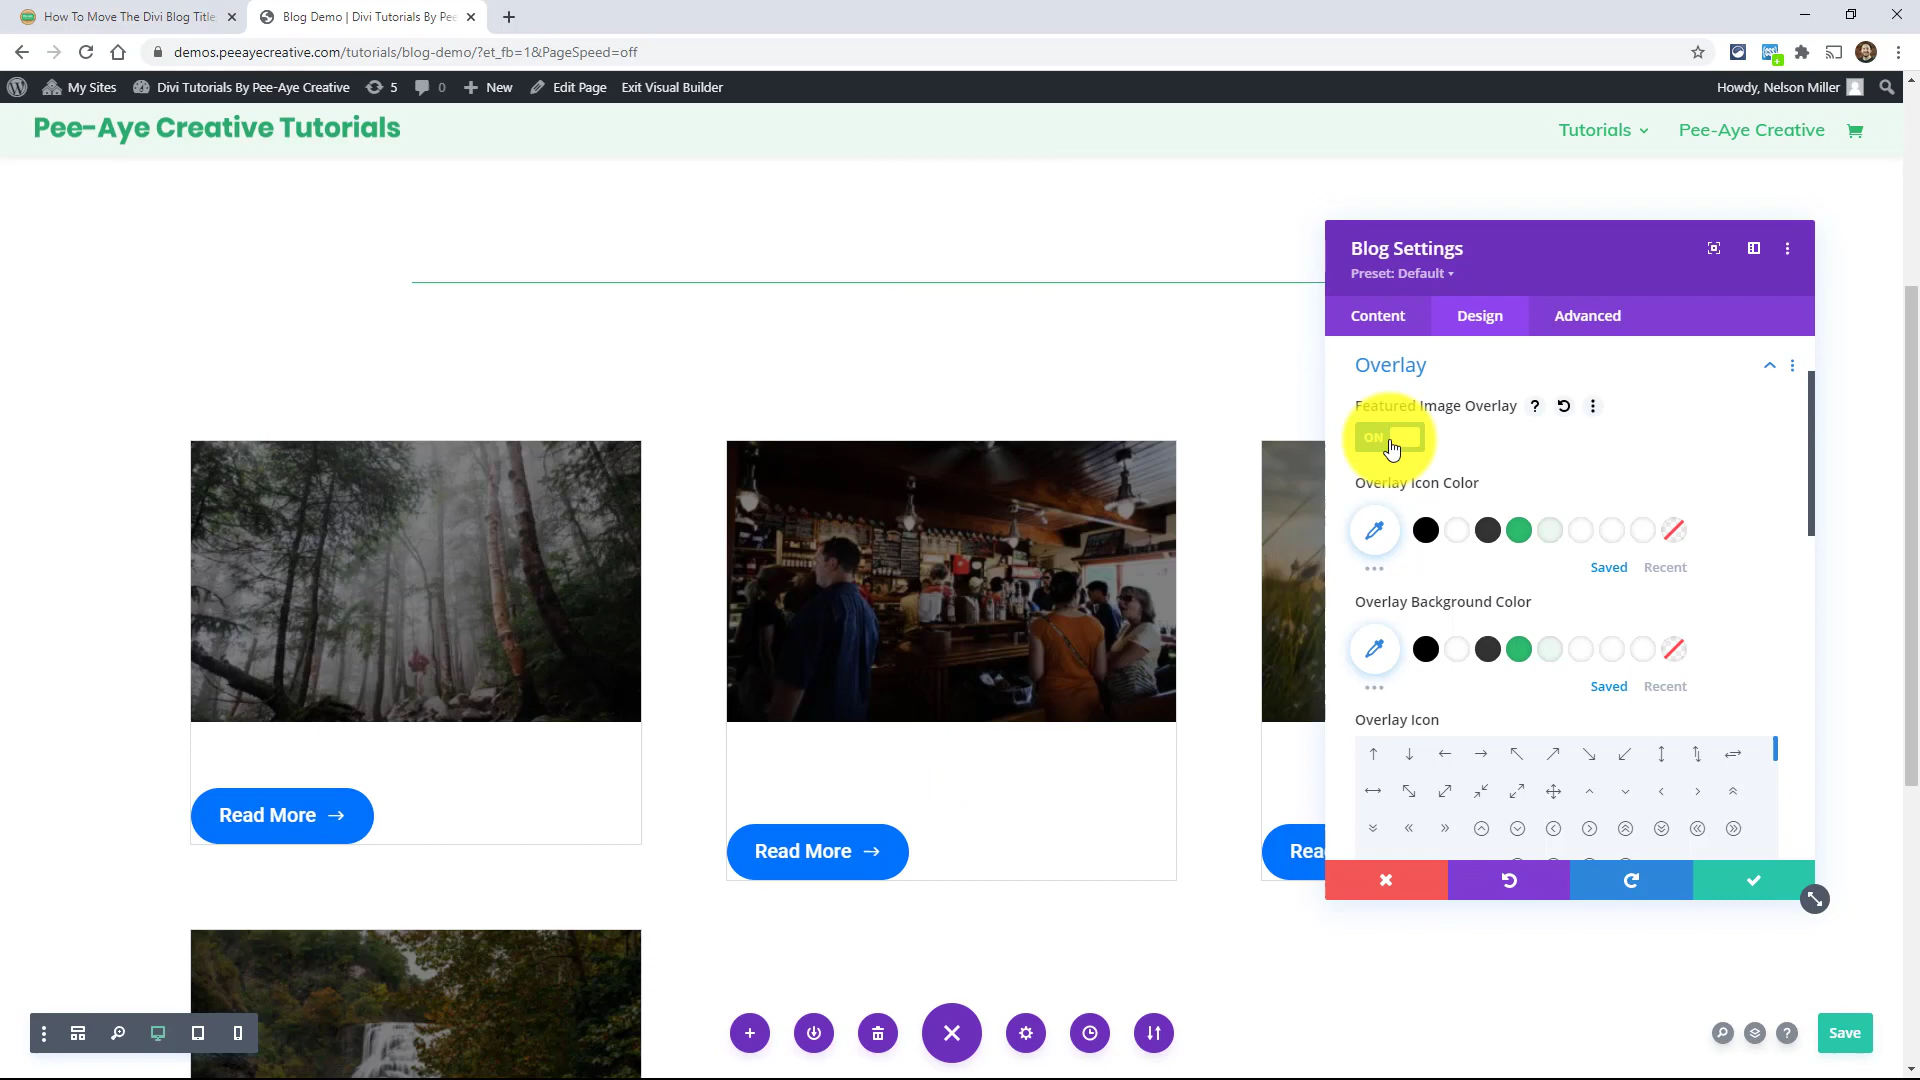 How To Move The Divi Blog Title
Blog Demo | Divi Tutorials By Pee
demos.peeayecreative.com/tutorials/blog-demo/?et_fb=1&PageSpeed=off
My Sites
Divi Tutorials By Pee-Aye Creative
5
0
New
Edit Page
Exit Visual Builder
Howdy, Nelson Miller
Pee-Aye Creative Tutorials
Tutorials
Pee-Aye Creative
Blog Settings
Preset: Default
Content
Design
Advanced
Overlay
Featured Image Overlay
ON
Overlay Icon Color
Saved
Recent
Overlay Background Color
Saved
Recent
Overlay Icon
Read More
Read More
Rea
Save